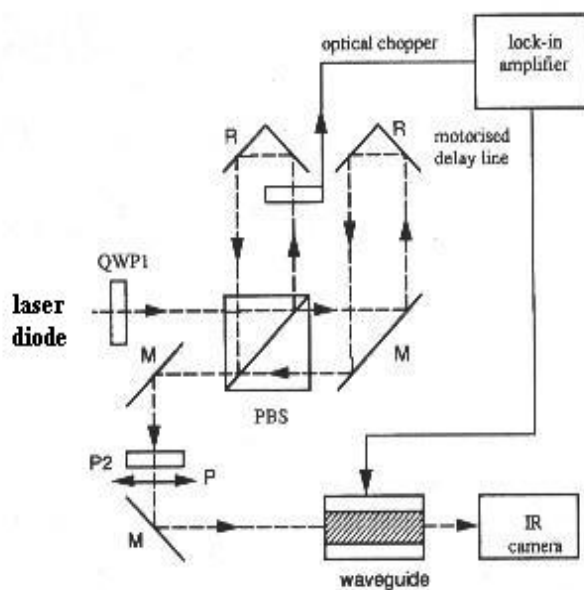 optical chopper
lock-in
amplifier
R
R
motorised
delay line
QWP1
laser
diode
M
M
PBS
P2
P
M
IR
camera
waveguide